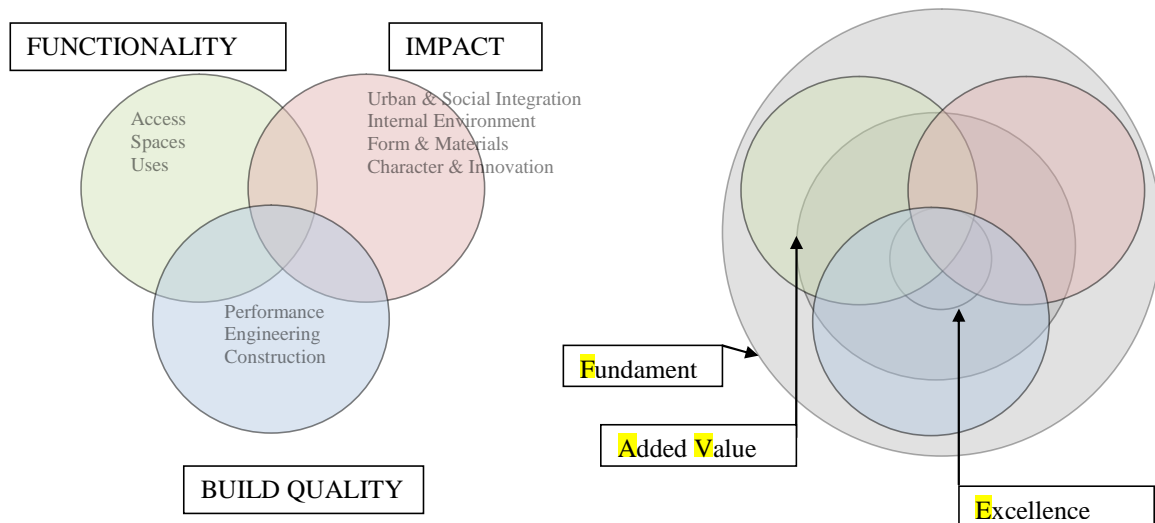 FUNCTIONALITY
IMPACT
Access
Spaces
Uses
Urban & Social Integration
Internal Environment
Form & Materials
Character & Innovation
Performance
Engineering
Construction
BUILD QUALITY
Fundament
Added Value
Excellence